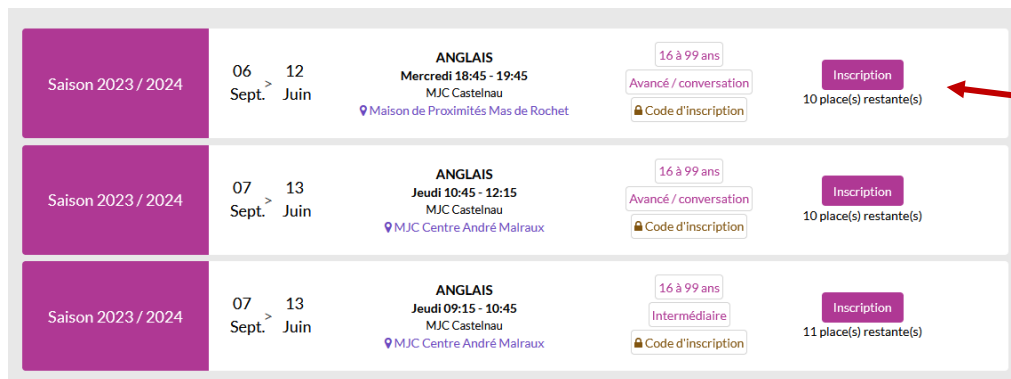 Saison 2023 / 2024
06 > 12
Sept. Juin
ANGLAIS
Mercredi 18:45 - 19:45
MJC Castelnau
Maison de Proximités Mas de Rochet
16 à 99 ans
Avancé / conversation
Code d'inscription
Inscription
10 place(s) restante(s)
Saison 2023 / 2024
07 > 13
Sept. Juin
ANGLAIS
Jeudi 10:45 - 12:15
MJC Castelnau
MJC Centre André Malraux
16 à 99 ans
Avancé / conversation
Code d'inscription
Inscription
10 place(s) restante(s)
Saison 2023 / 2024
07 > 13
Sept. Juin
ANGLAIS
Jeudi 09:15 - 10:45
MJC Castelnau
MJC Centre André Malraux
16 à 99 ans
Intermédiaire
Code d'inscription
Inscription
11 place(s) restante(s)